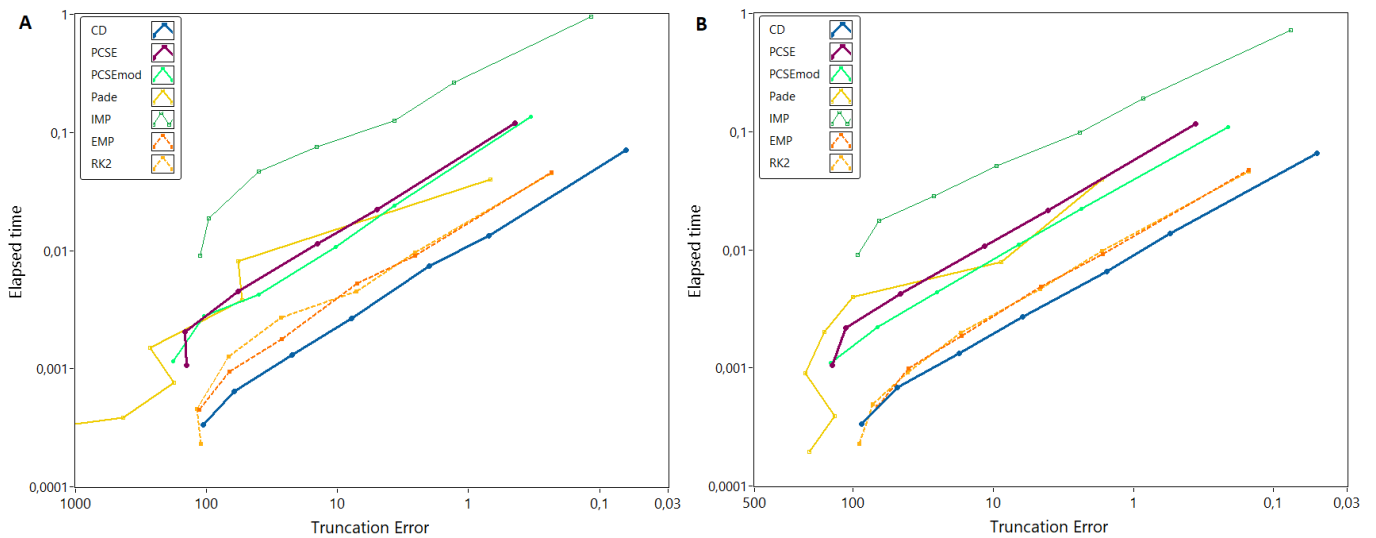 A
CD
PCSE
PCSEmod
Pade
IMP
EMP
RK2
1
0,1
0,01
0,001
0,0001
Elapsed time
1000
100
10
1
0,1
0,03
Truncation Error
B
CD
PCSE
PCSEmod
Pade
IMP
EMP
RK2
1
0,1
0,01
0,001
0,0001
Elapsed time
500
100
10
1
0,1
0,03
Truncation Error